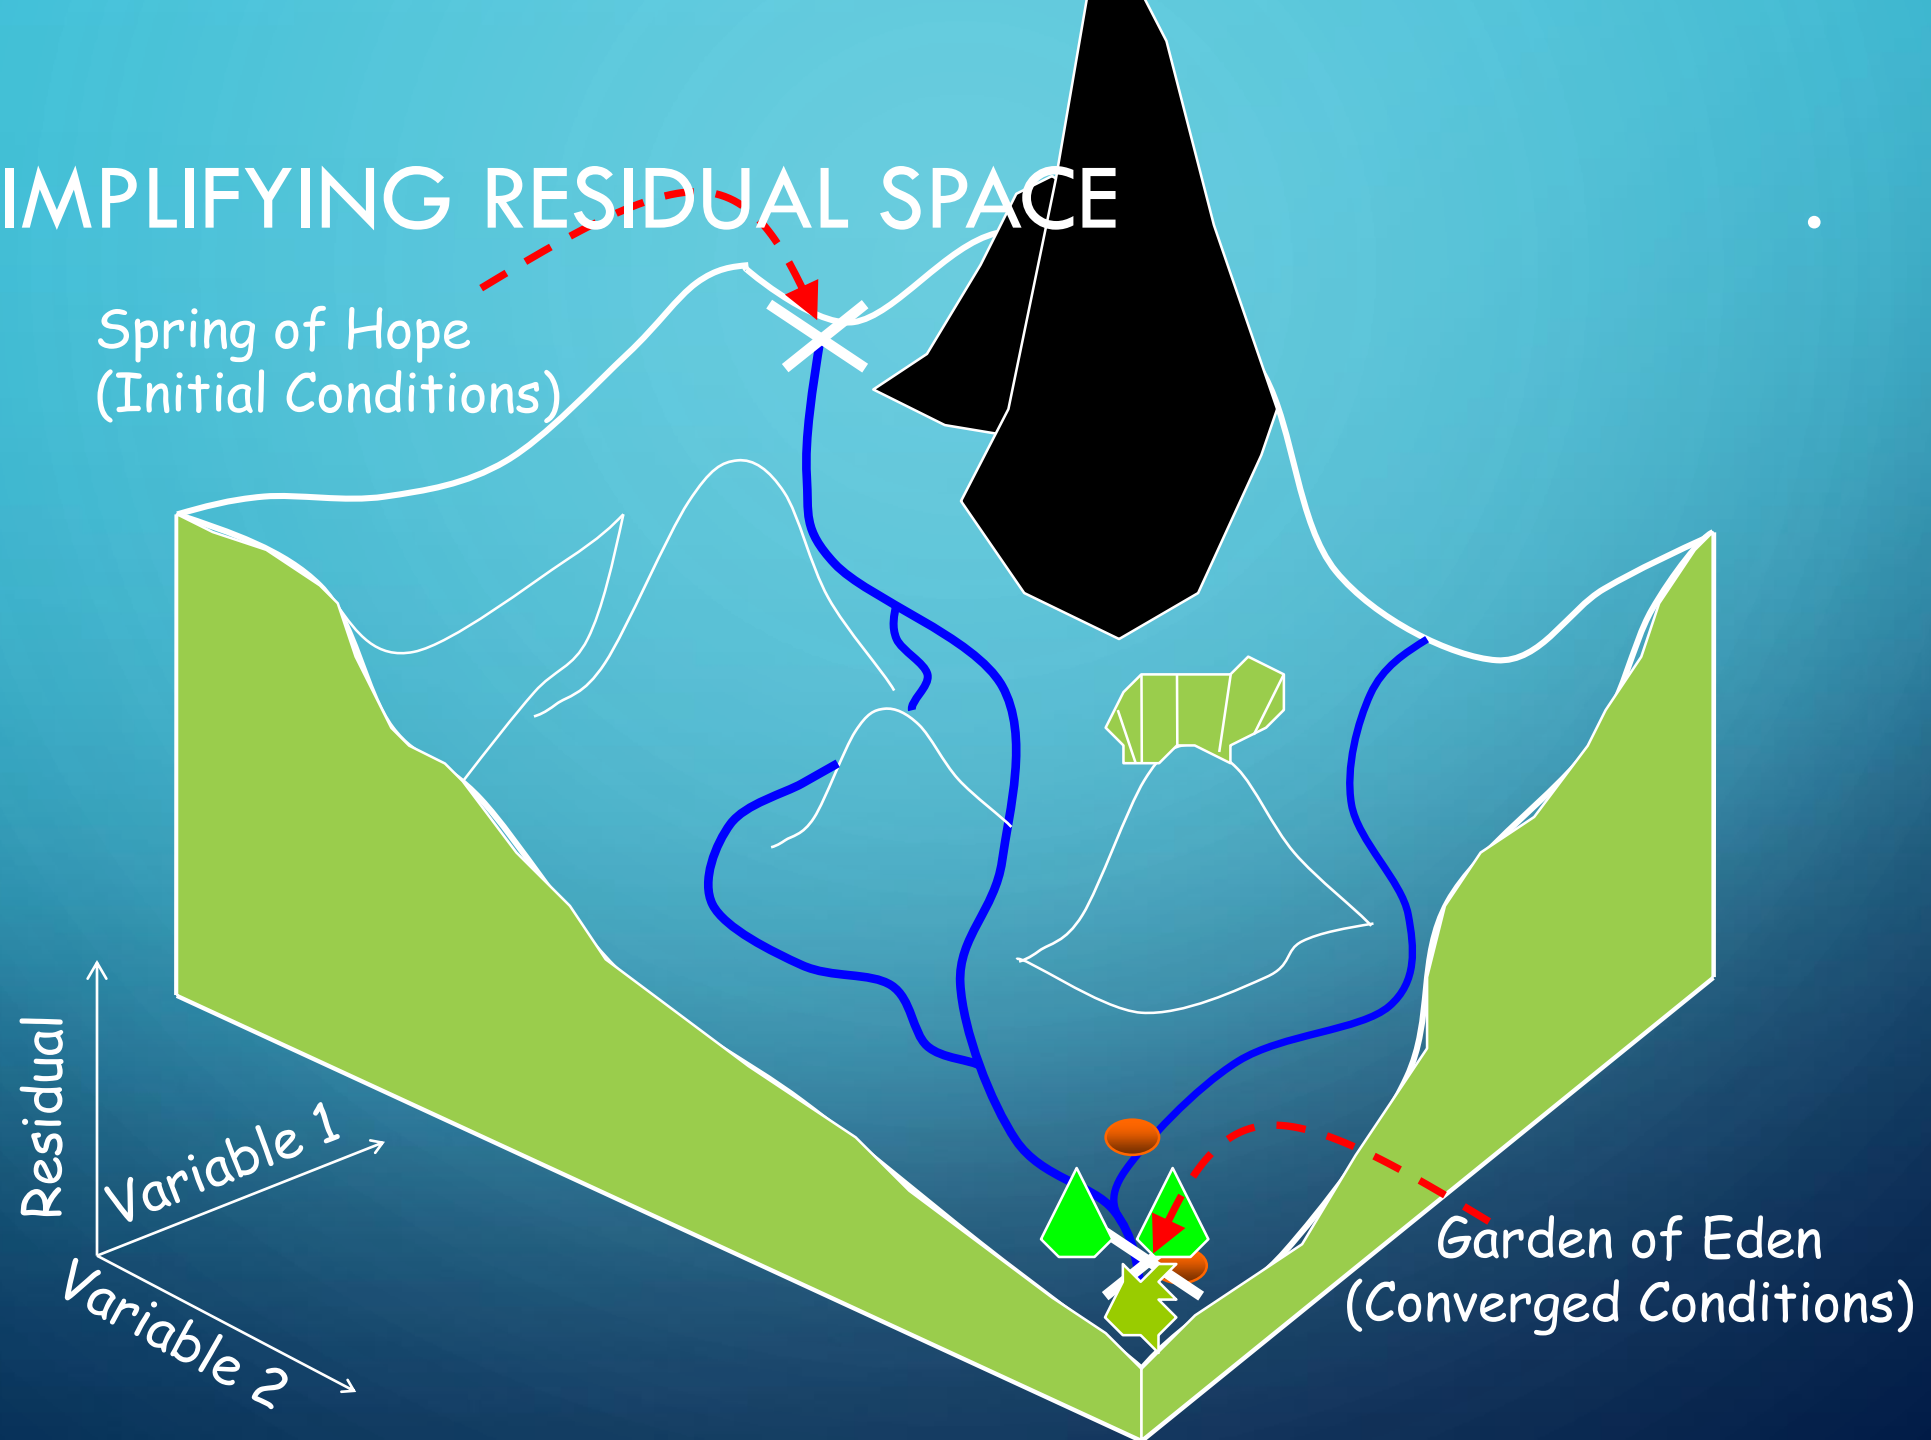 IMPLIFYING RESIDUAL SPACE
.
Spring of Hope
(Initial Conditions)
Residual
Variable 1
Variable 2
Garden of Eden
(Converged Conditions)